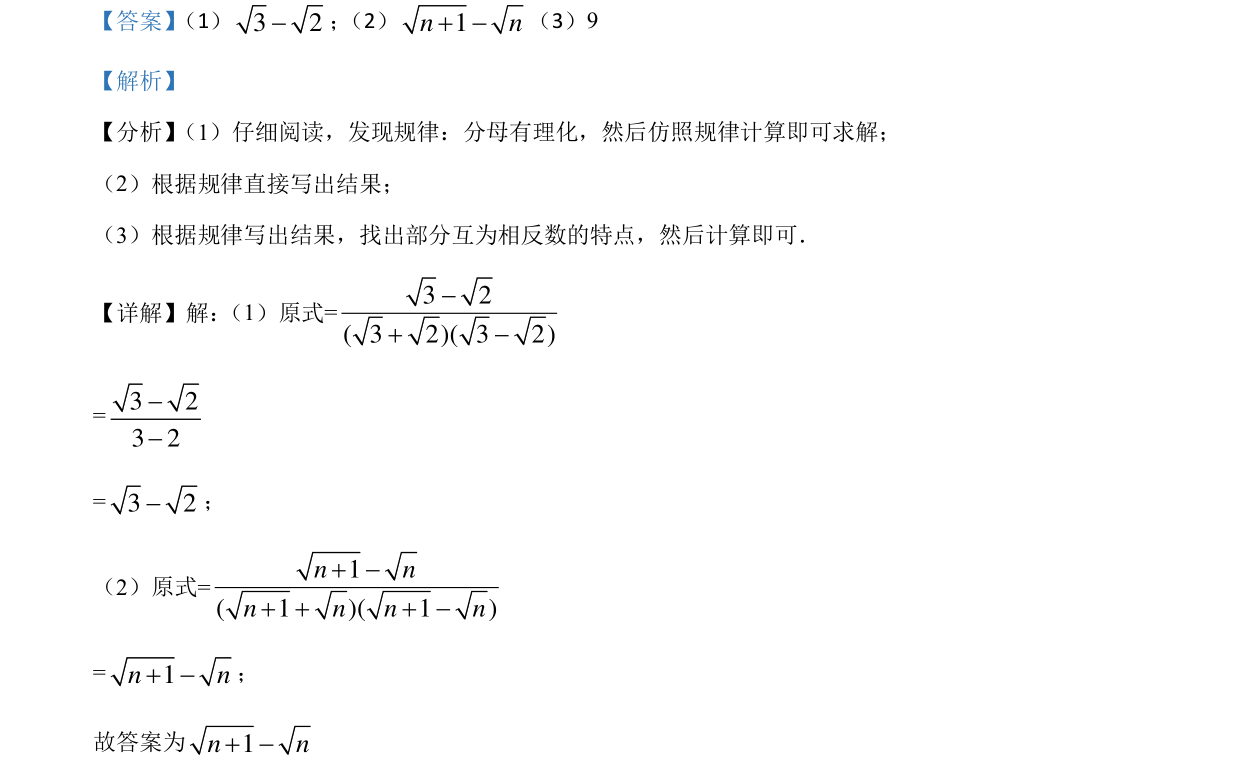 【答案】（1）√3−√2；（2）√(n+1)−√n（3）9
【解析】
【分析】（1）仔细阅读，发现规律：分母有理化，然后仿照规律计算即可求解；
（2）根据规律直接写出结果；
（3）根据规律写出结果，找出部分互为相反数的特点，然后计算即可．
【详解】解：（1）原式=(√3−√2)/((√3+√2)(√3−√2))
=(√3−√2)/(3−2)
=√3−√2；
（2）原式=(√(n+1)−√n)/((√(n+1)+√n)(√(n+1)−√n))
=√(n+1)−√n；
故答案为√(n+1)−√n